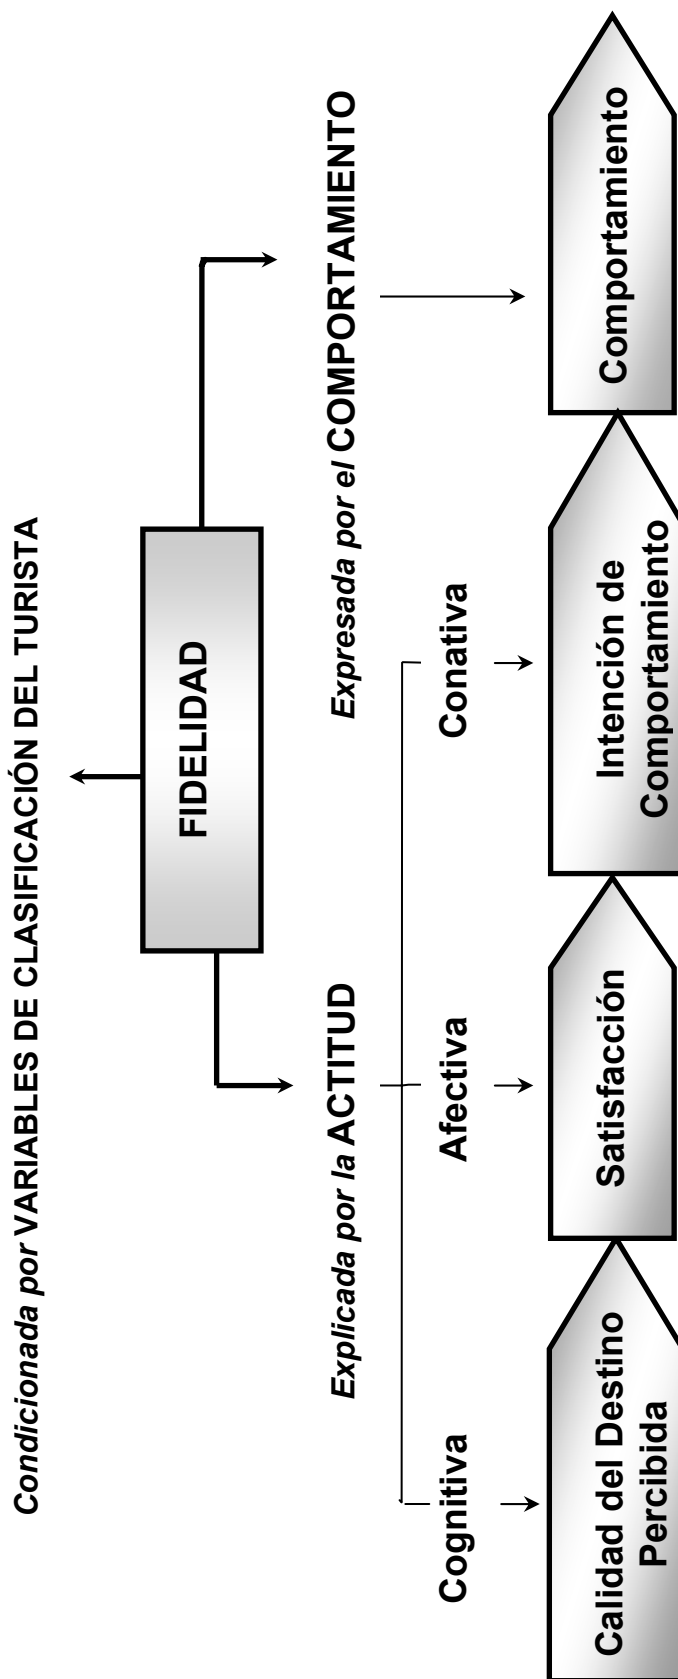 Condicionada por VARIABLES DE CLASIFICACIÓN DEL TURISTA
FIDELIDAD
Explicada por la ACTITUD
Expresada por el COMPORTAMIENTO
Cognitiva
Afectiva
Conativa
Calidad del Destino
Percibida
Satisfacción
Intención de
Comportamiento
Comportamiento